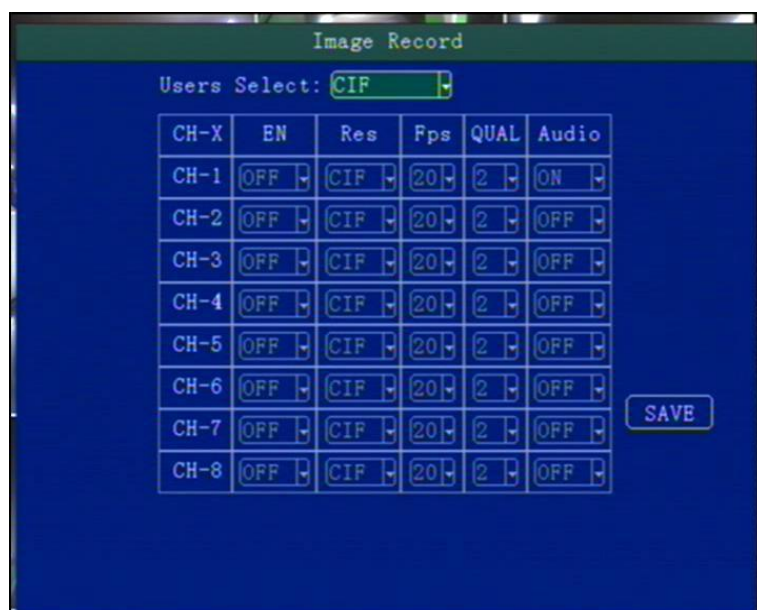 Image Record
Users Select: CIF
CH-X EN Res Fps QUAL Audio
CH-1 OFF CIF 20 2 ON
CH-2 OFF CIF 20 2 OFF
CH-3 OFF CIF 20 2 OFF
CH-4 OFF CIF 20 2 OFF
CH-5 OFF CIF 20 2 OFF
CH-6 OFF CIF 20 2 OFF
CH-7 OFF CIF 20 2 OFF
CH-8 OFF CIF 20 2 OFF
SAVE